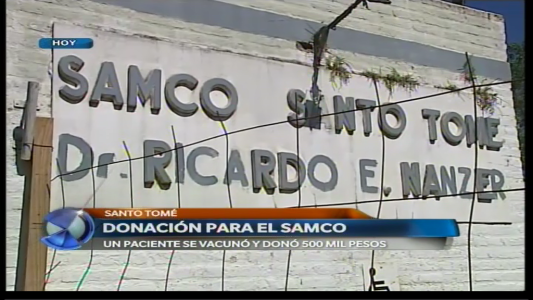 HOY
SAMCO SANTO TOMÉ
Dr. RICARDO E. NANZER
SANTO TOMÉ
DONACIÓN PARA EL SAMCO
UN PACIENTE SE VACUNÓ Y DONÓ 500 MIL PESOS